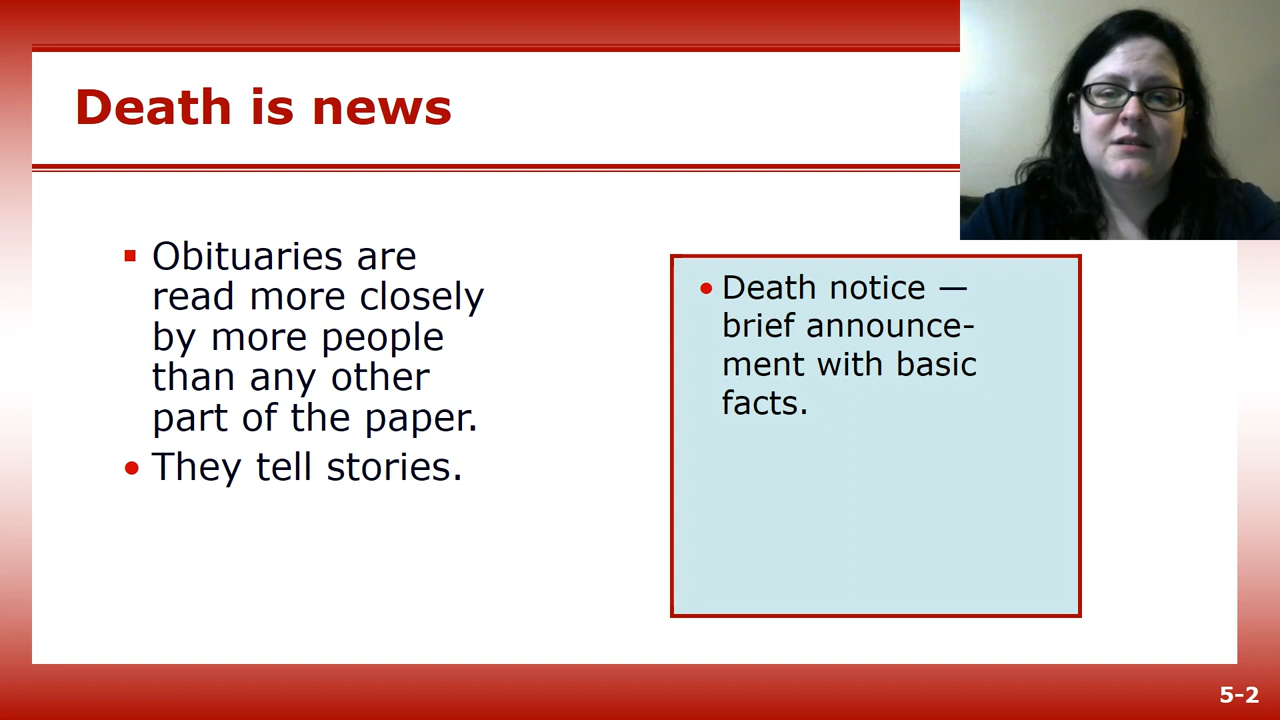 Death is news
Obituaries are
read more closely
by more people
than any other
part of the paper.
They tell stories.
Death notice —
brief announce-
ment with basic
facts.
5-2